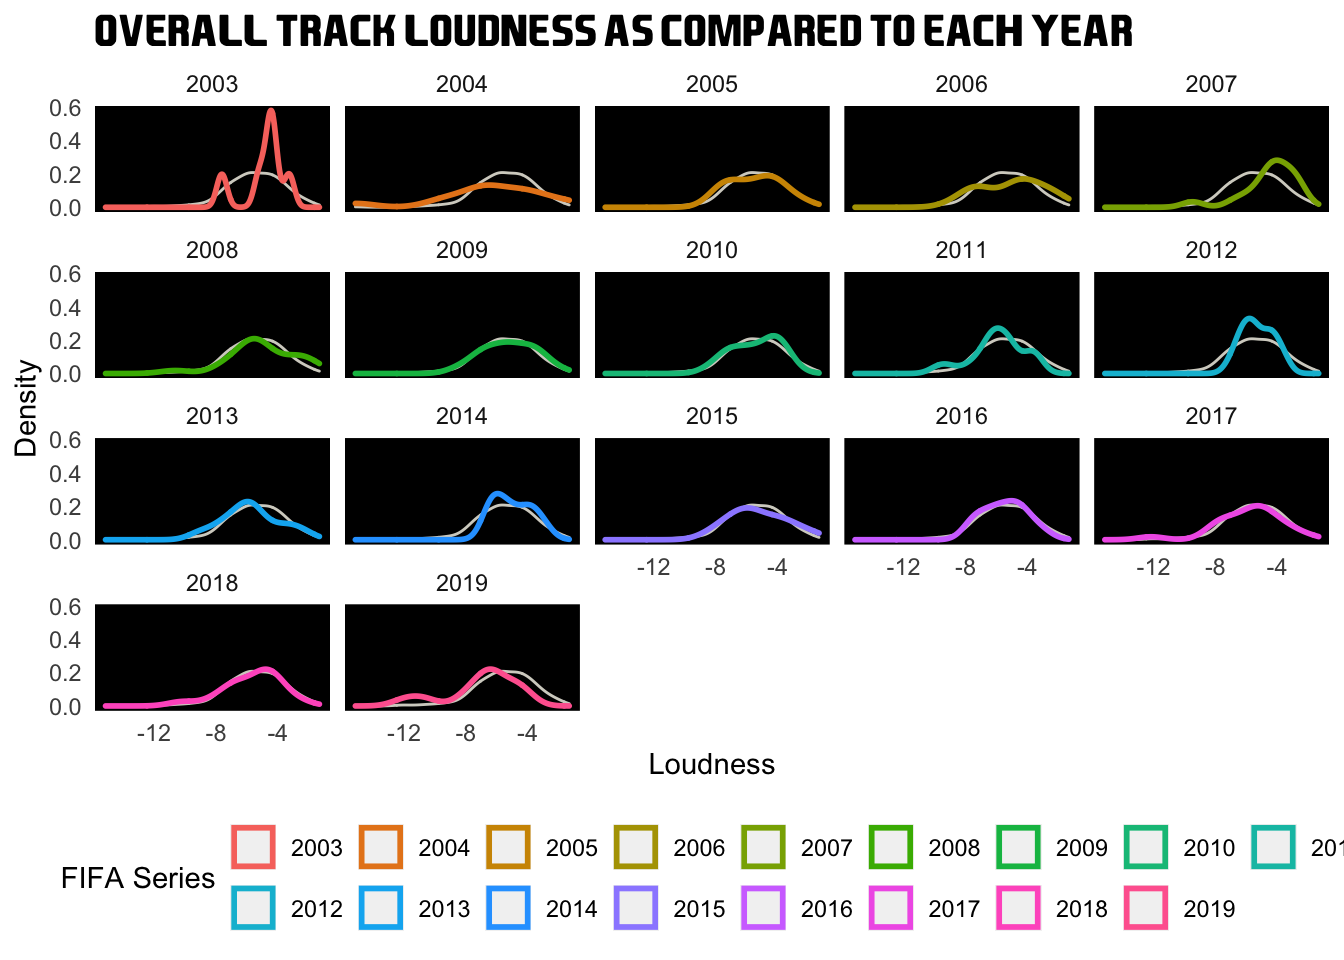 OVERALL TRACK LOUDNESS AS COMPARED TO EACH YEAR
2003 2004 2005 2006 2007
0.6
0.4
0.2
0.0
2008 2009 2010 2011 2012
0.6
0.4
0.2
0.0
Density
2013 2014 2015 2016 2017
0.6
0.4
0.2
0.0
-12 -8 -4 -12 -8 -4 -12 -8 -4
2018 2019
0.6
0.4
0.2
0.0
-12 -8 -4 -12 -8 -4
Loudness
FIFA Series
2003 2004 2005 2006 2007 2008 2009 2010
2012 2013 2014 2015 2016 2017 2018 2019